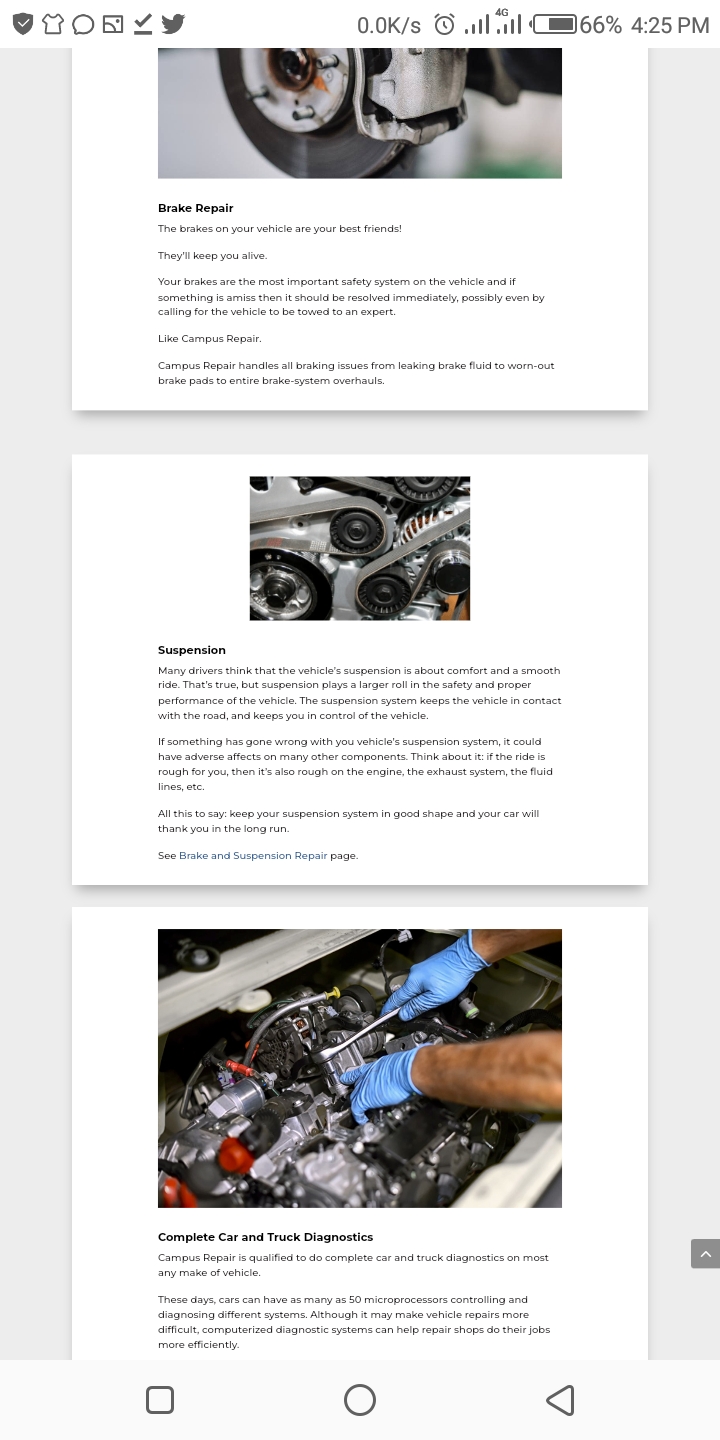 0.0K/s 4G 66% 4:25 PM
Brake Repair
The brakes on your vehicle are your best friends!
They'll keep you alive.
Your brakes are the most important safety system on the vehicle and if
something is amiss then it should be resolved immediately, possibly even by
calling for the vehicle to be towed to an expert.
Like Campus Repair.
Campus Repair handles all braking issues from leaking brake fluid to worn-out
brake pads to entire brake-system overhauls.
Suspension
Many drivers think that the vehicle's suspension is about comfort and a smooth
ride. That's true, but suspension plays a larger roll in the safety and proper
performance of the vehicle. The suspension system keeps the vehicle in contact
with the road, and keeps you in control of the vehicle.
If something has gone wrong with you vehicle's suspension system, it could
have adverse affects on many other components. Think about it: if the ride is
rough for you, then it's also rough on the engine, the exhaust system, the fluid
lines, etc.
All this to say: keep your suspension system in good shape and your car will
thank you in the long run.
See Brake and Suspension Repair page.
Complete Car and Truck Diagnostics
Campus Repair is qualified to do complete car and truck diagnostics on most
any make of vehicle.
These days, cars can have as many as 50 microprocessors controlling and
diagnosing different systems. Although it may make vehicle repairs more
difficult, computerized diagnostic systems can help repair shops do their jobs
more efficiently.